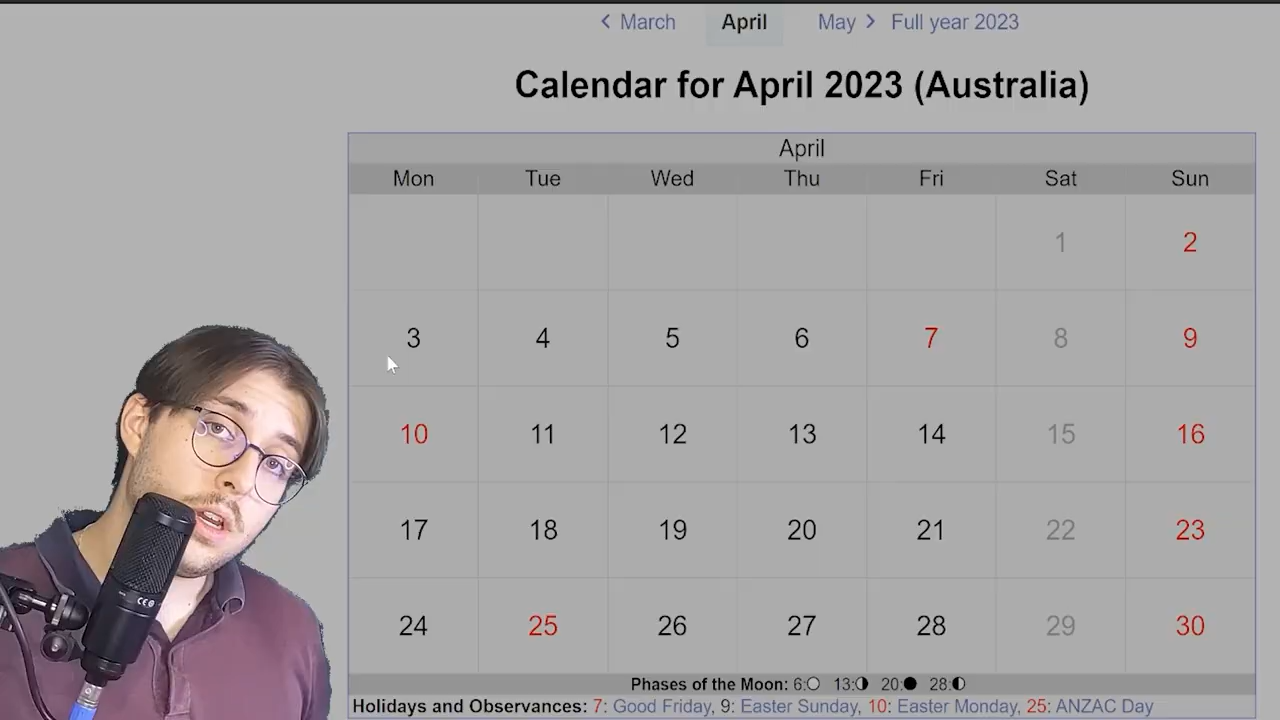 March April May Full year 2023
Calendar for April 2023 (Australia)
April
Mon Tue Wed Thu Fri Sat Sun
1 2
3 4 5 6 7 8 9
10 11 12 13 14 15 16
17 18 19 20 21 22 23
24 25 26 27 28 29 30
Phases of the Moon: 6: 13: 20: 28:
Holidays and Observances: 7: Good Friday, 9: Easter Sunday, 10: Easter Monday, 25: ANZAC Day